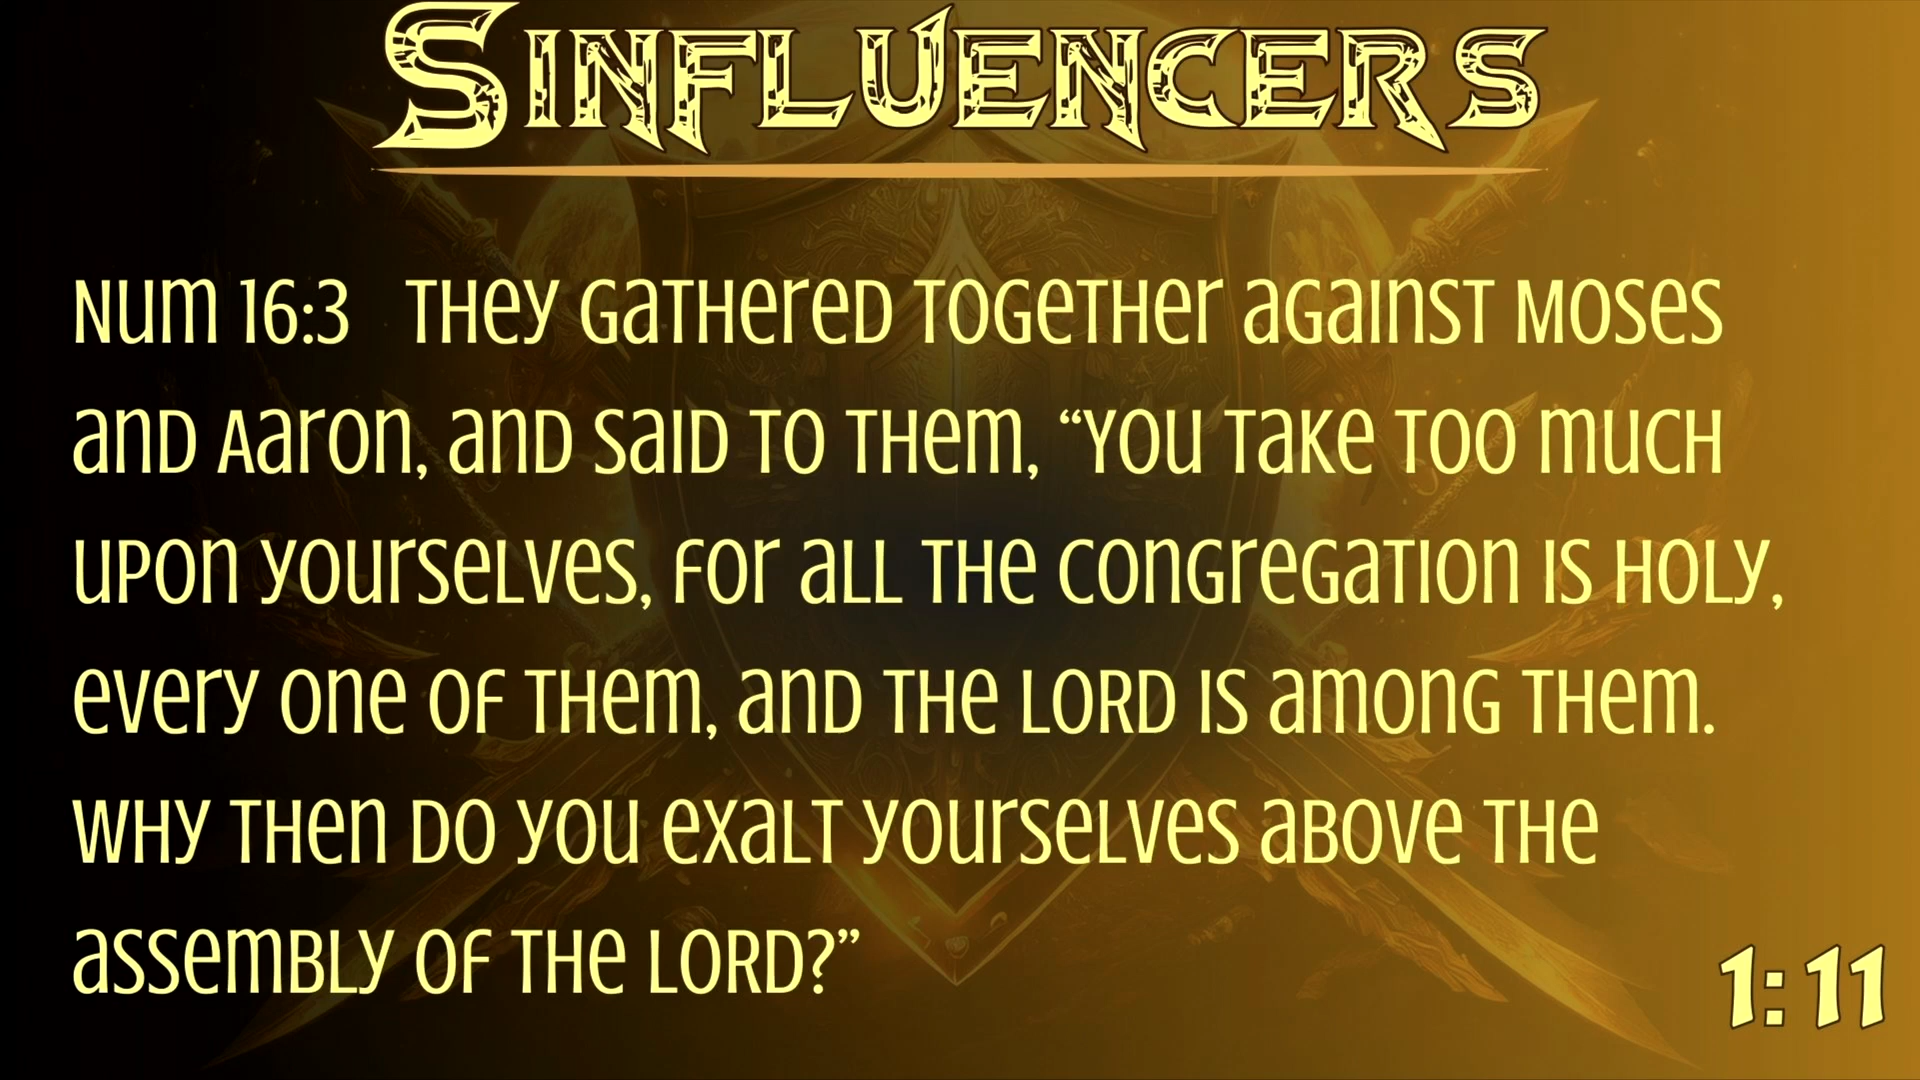 Sinfluencers
Num 16:3 They gathered together against Moses
and Aaron, and said to them, “You take too much
upon yourselves, for all the congregation is holy,
every one of them, and the LORD is among them.
Why then do you exalt yourselves above the
assembly of the LORD?”
1:11